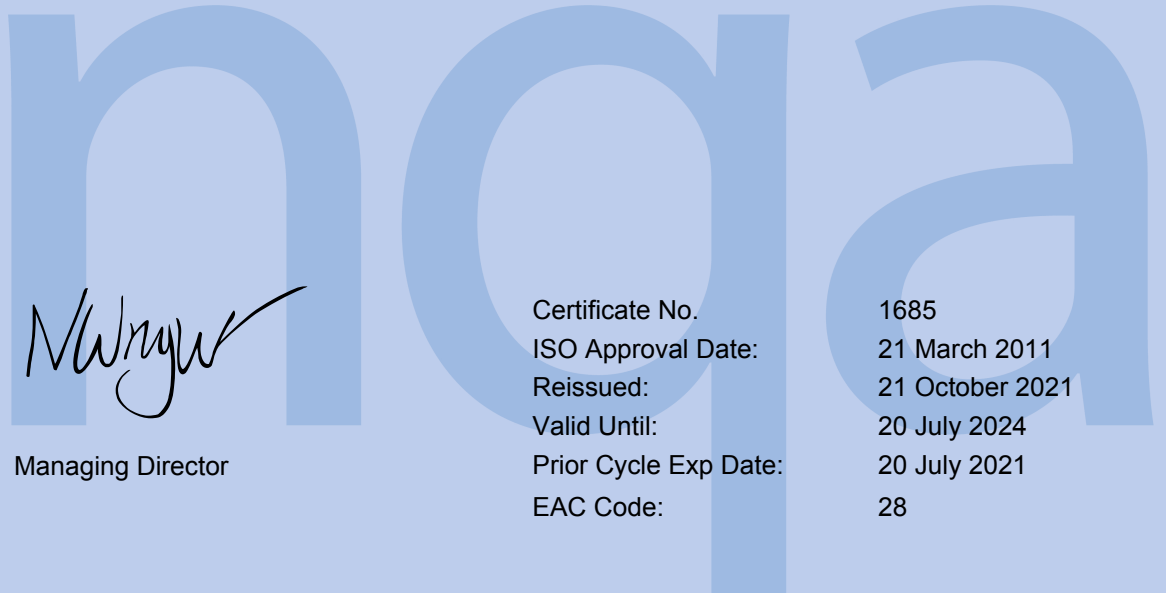 nqa
Certificate No. 1685
ISO Approval Date: 21 March 2011
Reissued: 21 October 2021
Valid Until: 20 July 2024
Managing Director
Prior Cycle Exp Date: 20 July 2021
EAC Code: 28